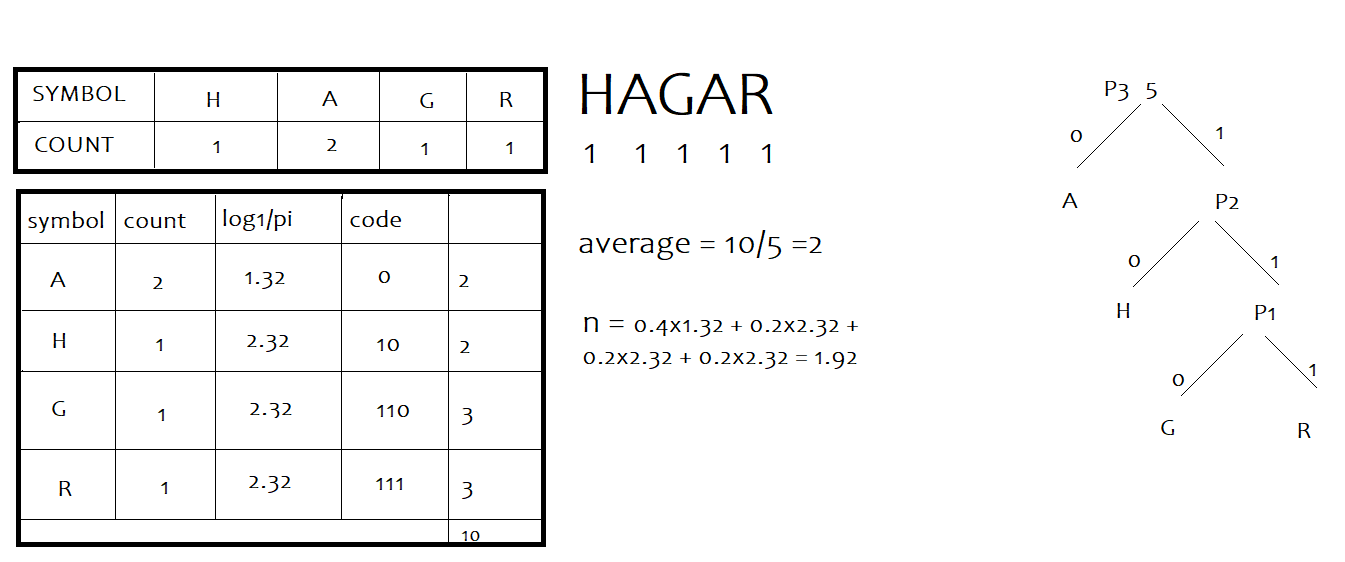 SYMBOL H A G R
COUNT 1 2 1 1
symbol count log1/pi code
A 2 1.32 0 2
H 1 2.32 10 2
G 1 2.32 110 3
R 1 2.32 111 3
10
HAGAR
1 1 1 1 1
average = 10/5 =2
n = 0.4x1.32 + 0.2x2.32 +
0.2x2.32 + 0.2x2.32 = 1.92
P3 5
0 1
A P2
0 1
H P1
0 1
G R